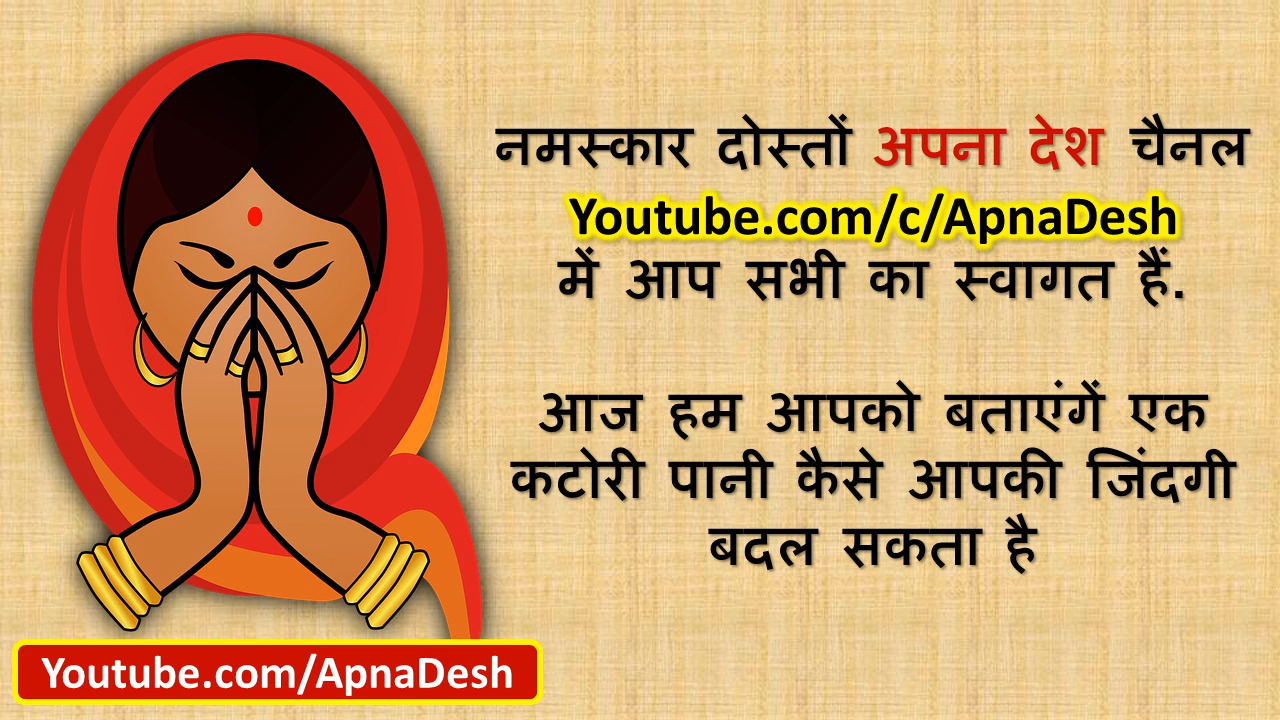 नमस्कार दोस्तों अपना देश चैनल
Youtube.com/c/ApnaDesh
में आप सभी का स्वागत हैं.
आज हम आपको बताएंगें एक
कटोरी पानी कैसे आपकी जिंदगी
बदल सकता है
Youtube.com/ApnaDesh